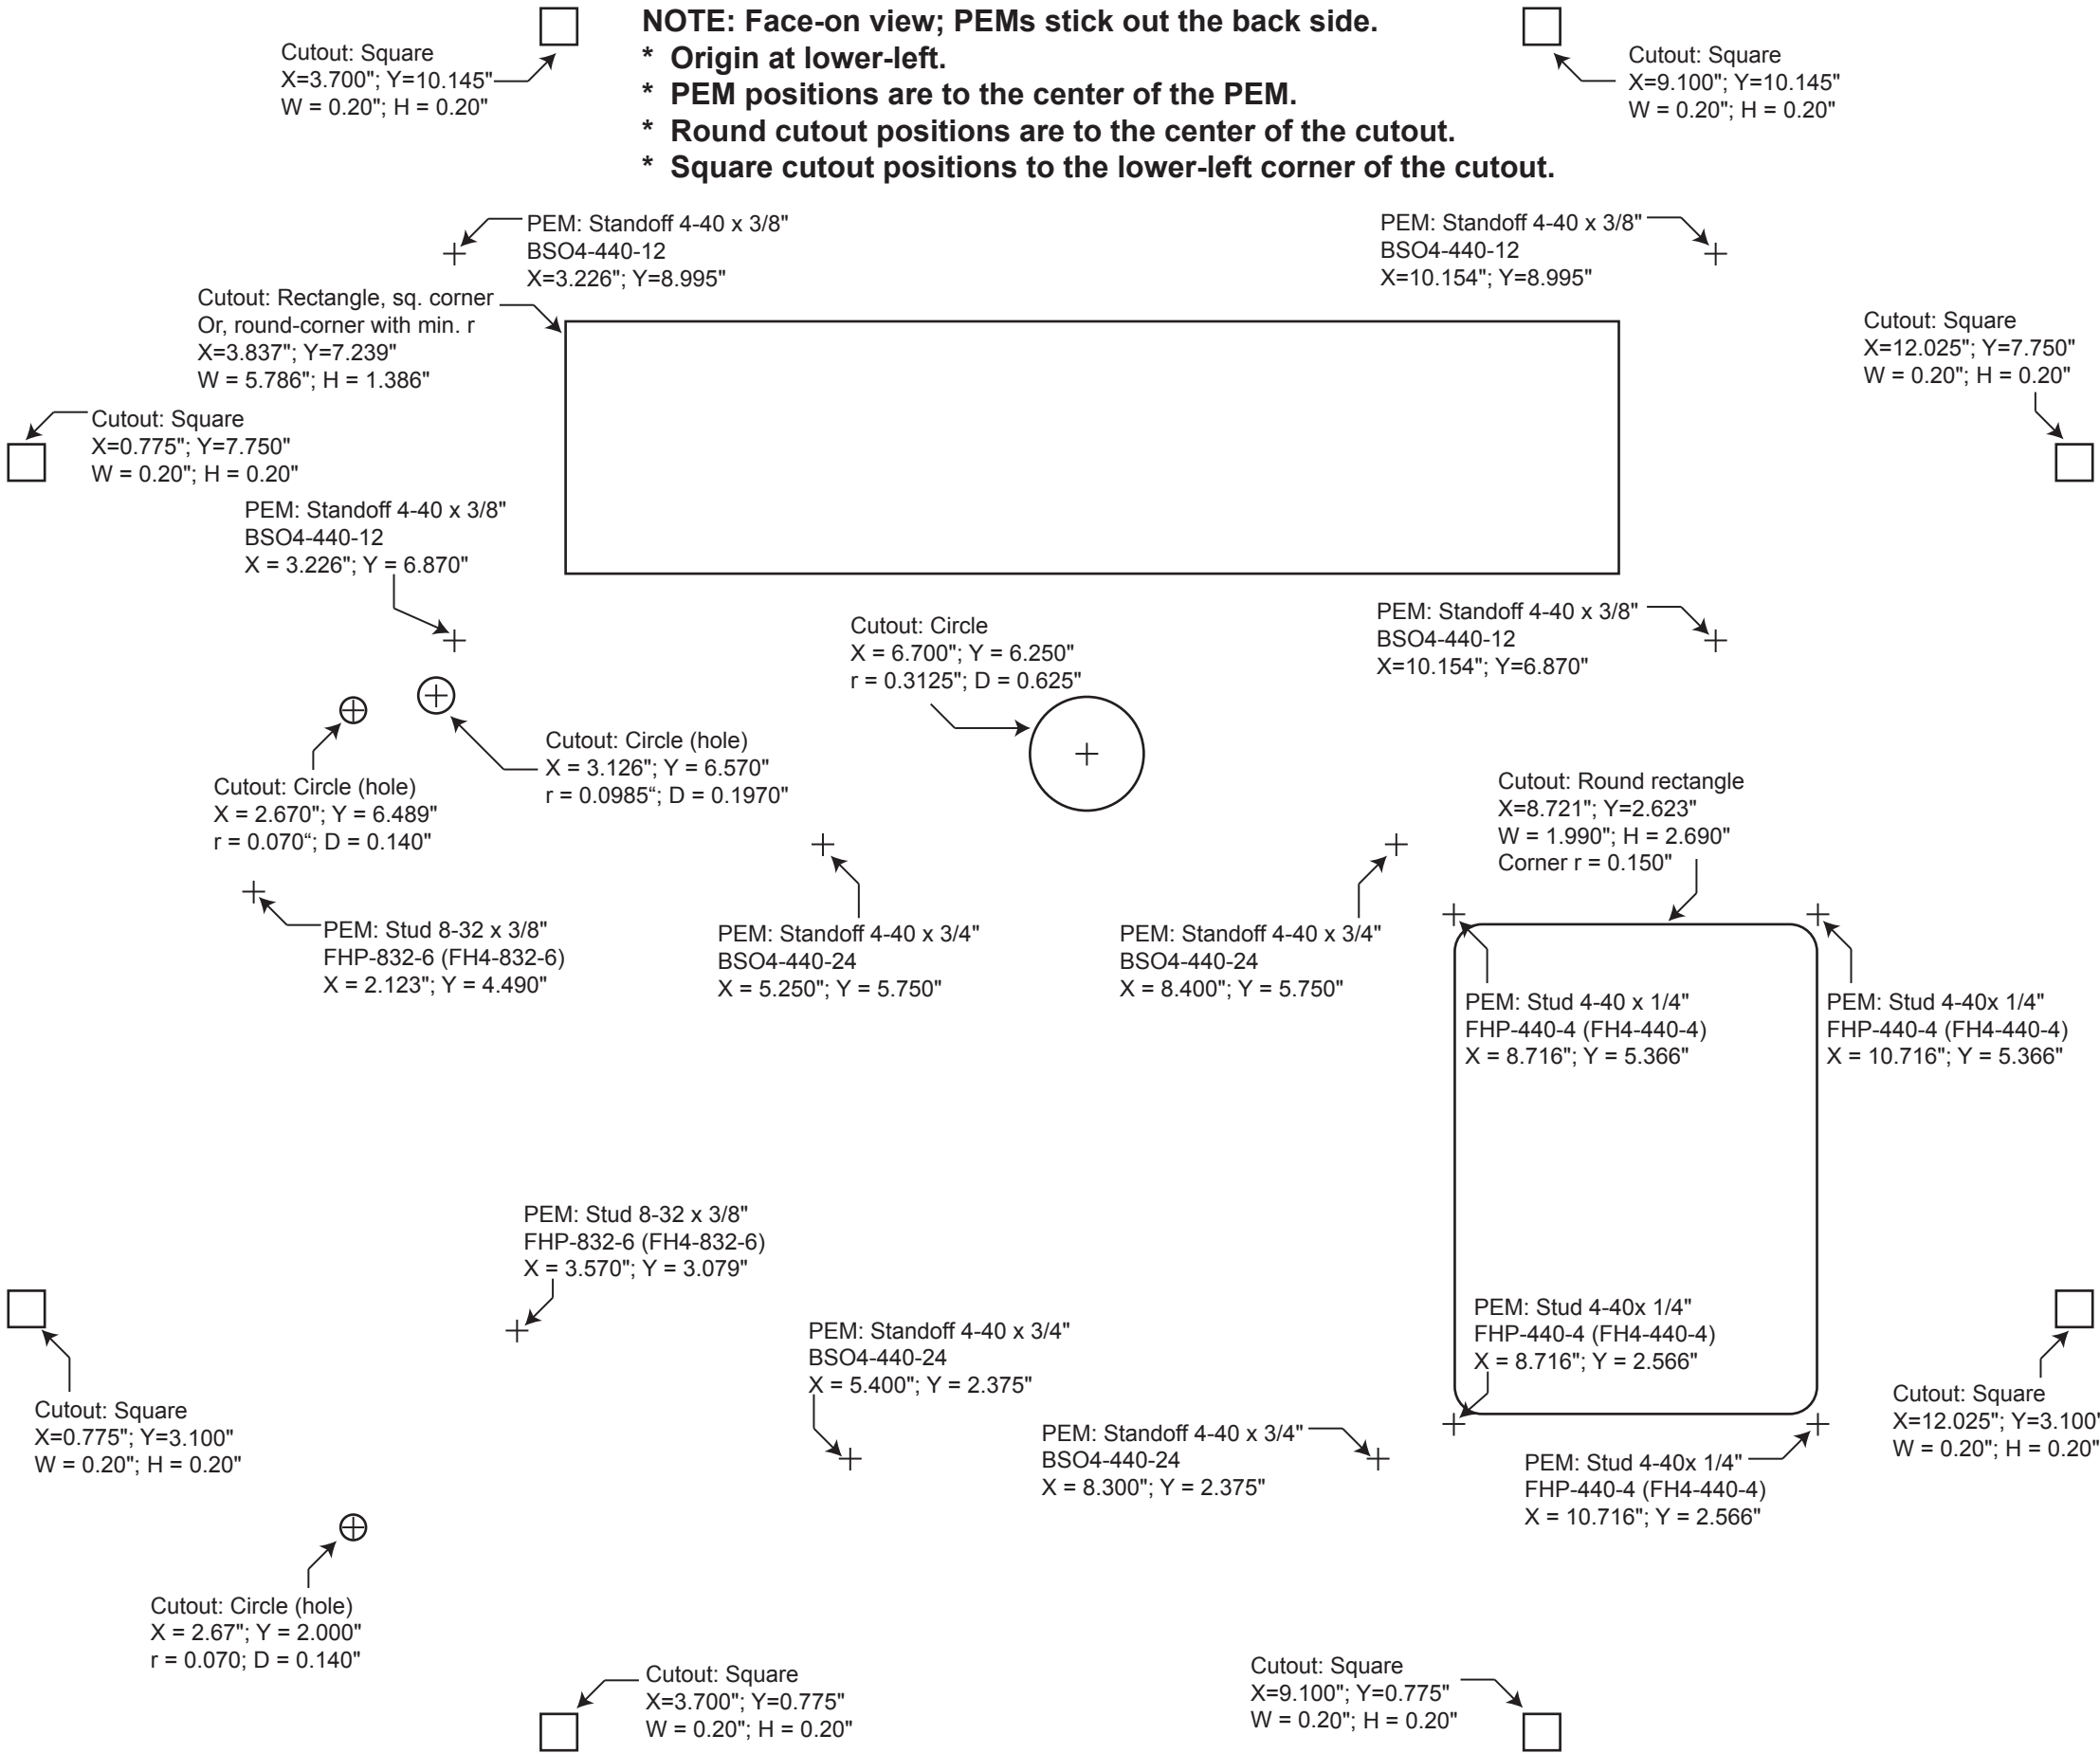 NOTE: Face-on view; PEMs stick out the back side.
* Origin at lower-left.
* PEM positions are to the center of the PEM.
* Round cutout positions are to the center of the cutout.
* Square cutout positions to the lower-left corner of the cutout.
Cutout: Square
X=3.700"; Y=10.145"
W = 0.20"; H = 0.20"
Cutout: Square
X=9.100"; Y=10.145"
W = 0.20"; H = 0.20"
PEM: Standoff 4-40 x 3/8"
BSO4-440-12
X=3.226"; Y=8.995"
PEM: Standoff 4-40 x 3/8"
BSO4-440-12
X=10.154"; Y=8.995"
Cutout: Rectangle, sq. corner
Or, round-corner with min. r
X=3.837"; Y=7.239"
W = 5.786"; H = 1.386"
Cutout: Square
X=12.025"; Y=7.750"
W = 0.20"; H = 0.20"
Cutout: Square
X=0.775"; Y=7.750"
W = 0.20"; H = 0.20"
PEM: Standoff 4-40 x 3/8"
BSO4-440-12
X = 3.226"; Y = 6.870"
Cutout: Circle
X = 6.700"; Y = 6.250"
r = 0.3125"; D = 0.625"
PEM: Standoff 4-40 x 3/8"
BSO4-440-12
X=10.154"; Y=6.870"
Cutout: Circle (hole)
X = 3.126"; Y = 6.570"
r = 0.0985“; D = 0.1970"
Cutout: Circle (hole)
X = 2.670"; Y = 6.489"
r = 0.070“; D = 0.140"
Cutout: Round rectangle
X=8.721"; Y=2.623"
W = 1.990"; H = 2.690"
Corner r = 0.150"
PEM: Stud 8-32 x 3/8"
FHP-832-6 (FH4-832-6)
X = 2.123"; Y = 4.490"
PEM: Standoff 4-40 x 3/4"
BSO4-440-24
X = 5.250"; Y = 5.750"
PEM: Standoff 4-40 x 3/4"
BSO4-440-24
X = 8.400"; Y = 5.750"
PEM: Stud 4-40 x 1/4"
FHP-440-4 (FH4-440-4)
X = 8.716"; Y = 5.366"
PEM: Stud 4-40x 1/4"
FHP-440-4 (FH4-440-4)
X = 10.716"; Y = 5.366"
PEM: Stud 8-32 x 3/8"
FHP-832-6 (FH4-832-6)
X = 3.570"; Y = 3.079"
PEM: Stud 4-40x 1/4"
FHP-440-4 (FH4-440-4)
X = 8.716"; Y = 2.566"
PEM: Standoff 4-40 x 3/4"
BSO4-440-24
X = 5.400"; Y = 2.375"
Cutout: Square
X=0.775"; Y=3.100"
W = 0.20"; H = 0.20"
Cutout: Square
X=12.025"; Y=3.100"
W = 0.20"; H = 0.20"
PEM: Standoff 4-40 x 3/4"
BSO4-440-24
X = 8.300"; Y = 2.375"
PEM: Stud 4-40x 1/4"
FHP-440-4 (FH4-440-4)
X = 10.716"; Y = 2.566"
Cutout: Circle (hole)
X = 2.67"; Y = 2.000"
r = 0.070; D = 0.140"
Cutout: Square
X=3.700"; Y=0.775"
W = 0.20"; H = 0.20"
Cutout: Square
X=9.100"; Y=0.775"
W = 0.20"; H = 0.20"